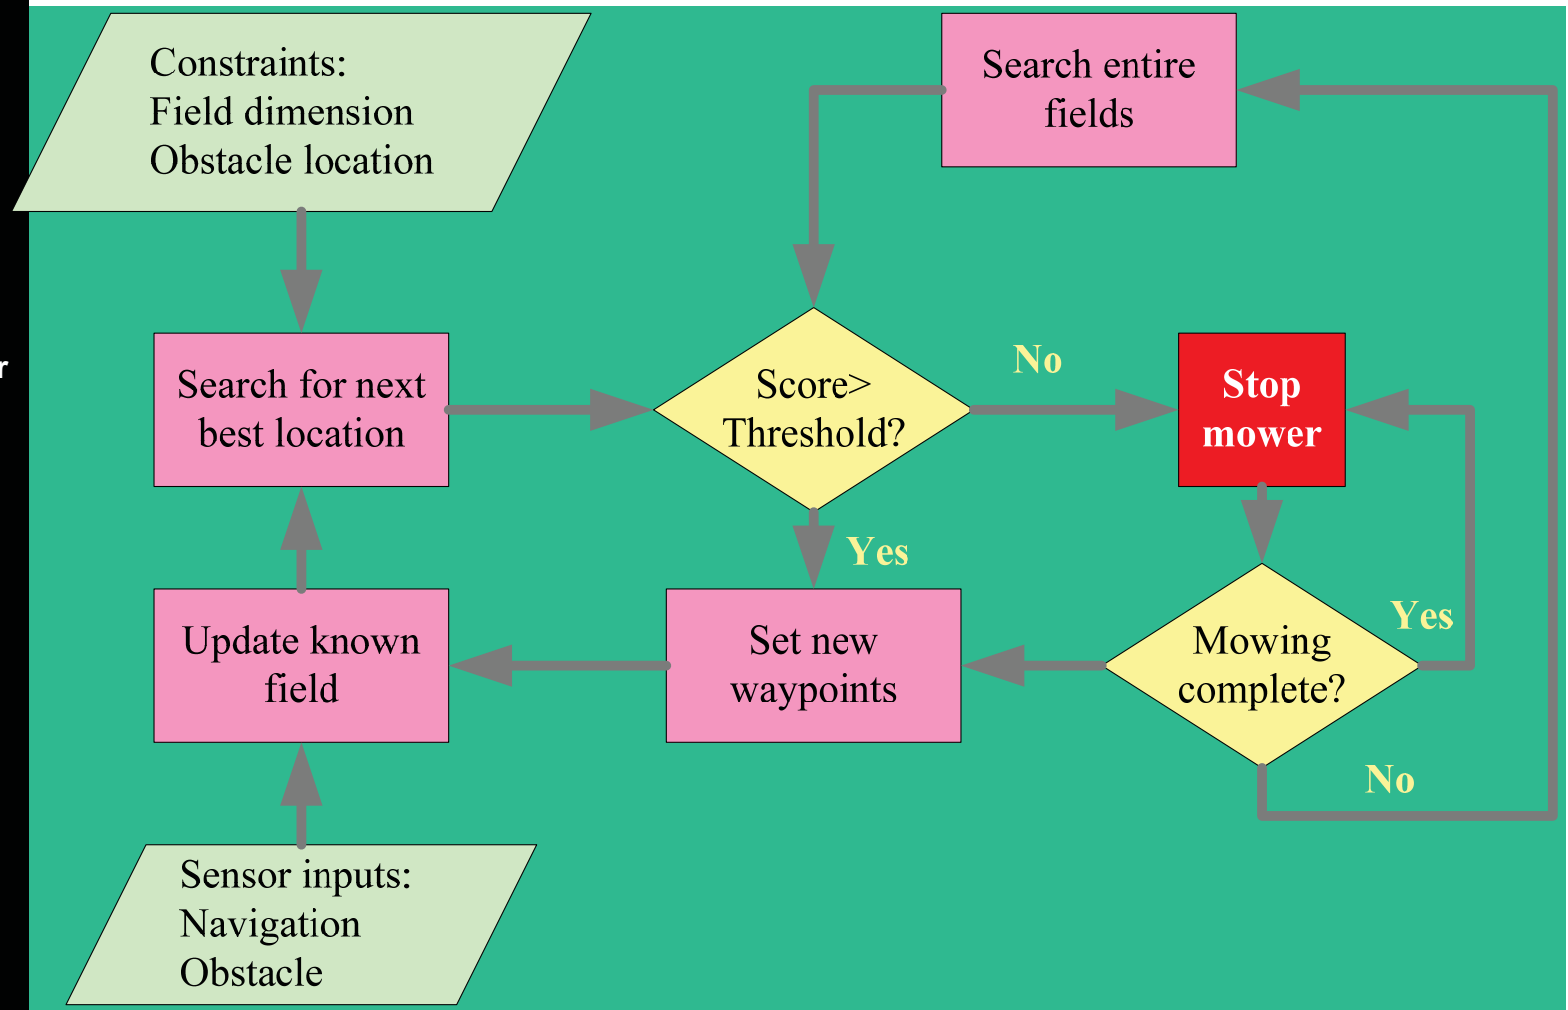 Constraints:
Field dimension
Obstacle location
Search entire
fields
r
Search for next
best location
Score>
Threshold?
No
Stop
mower
Yes
Update known
field
Set new
waypoints
Mowing
complete?
Yes
No
Sensor inputs:
Navigation
Obstacle